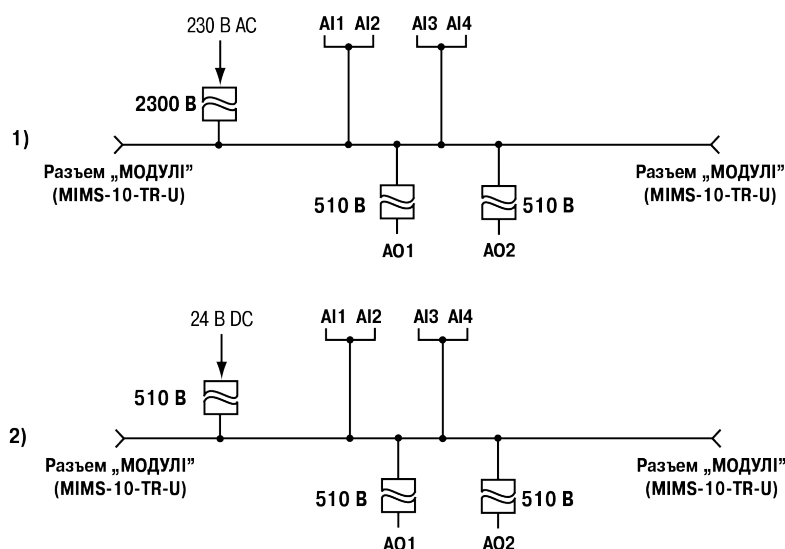 230 В AC
AI1 AI2 AI3 AI4
2300 В
1)
Разъем „МОДУЛІ”
(MIMS-10-TR-U)
Разъем „МОДУЛІ”
(MIMS-10-TR-U)
510 В
510 В
AO1
AO2
24 В DC
AI1 AI2 AI3 AI4
510 В
2)
Разъем „МОДУЛІ”
(MIMS-10-TR-U)
Разъем „МОДУЛІ”
(MIMS-10-TR-U)
510 В
510 В
AO1
AO2